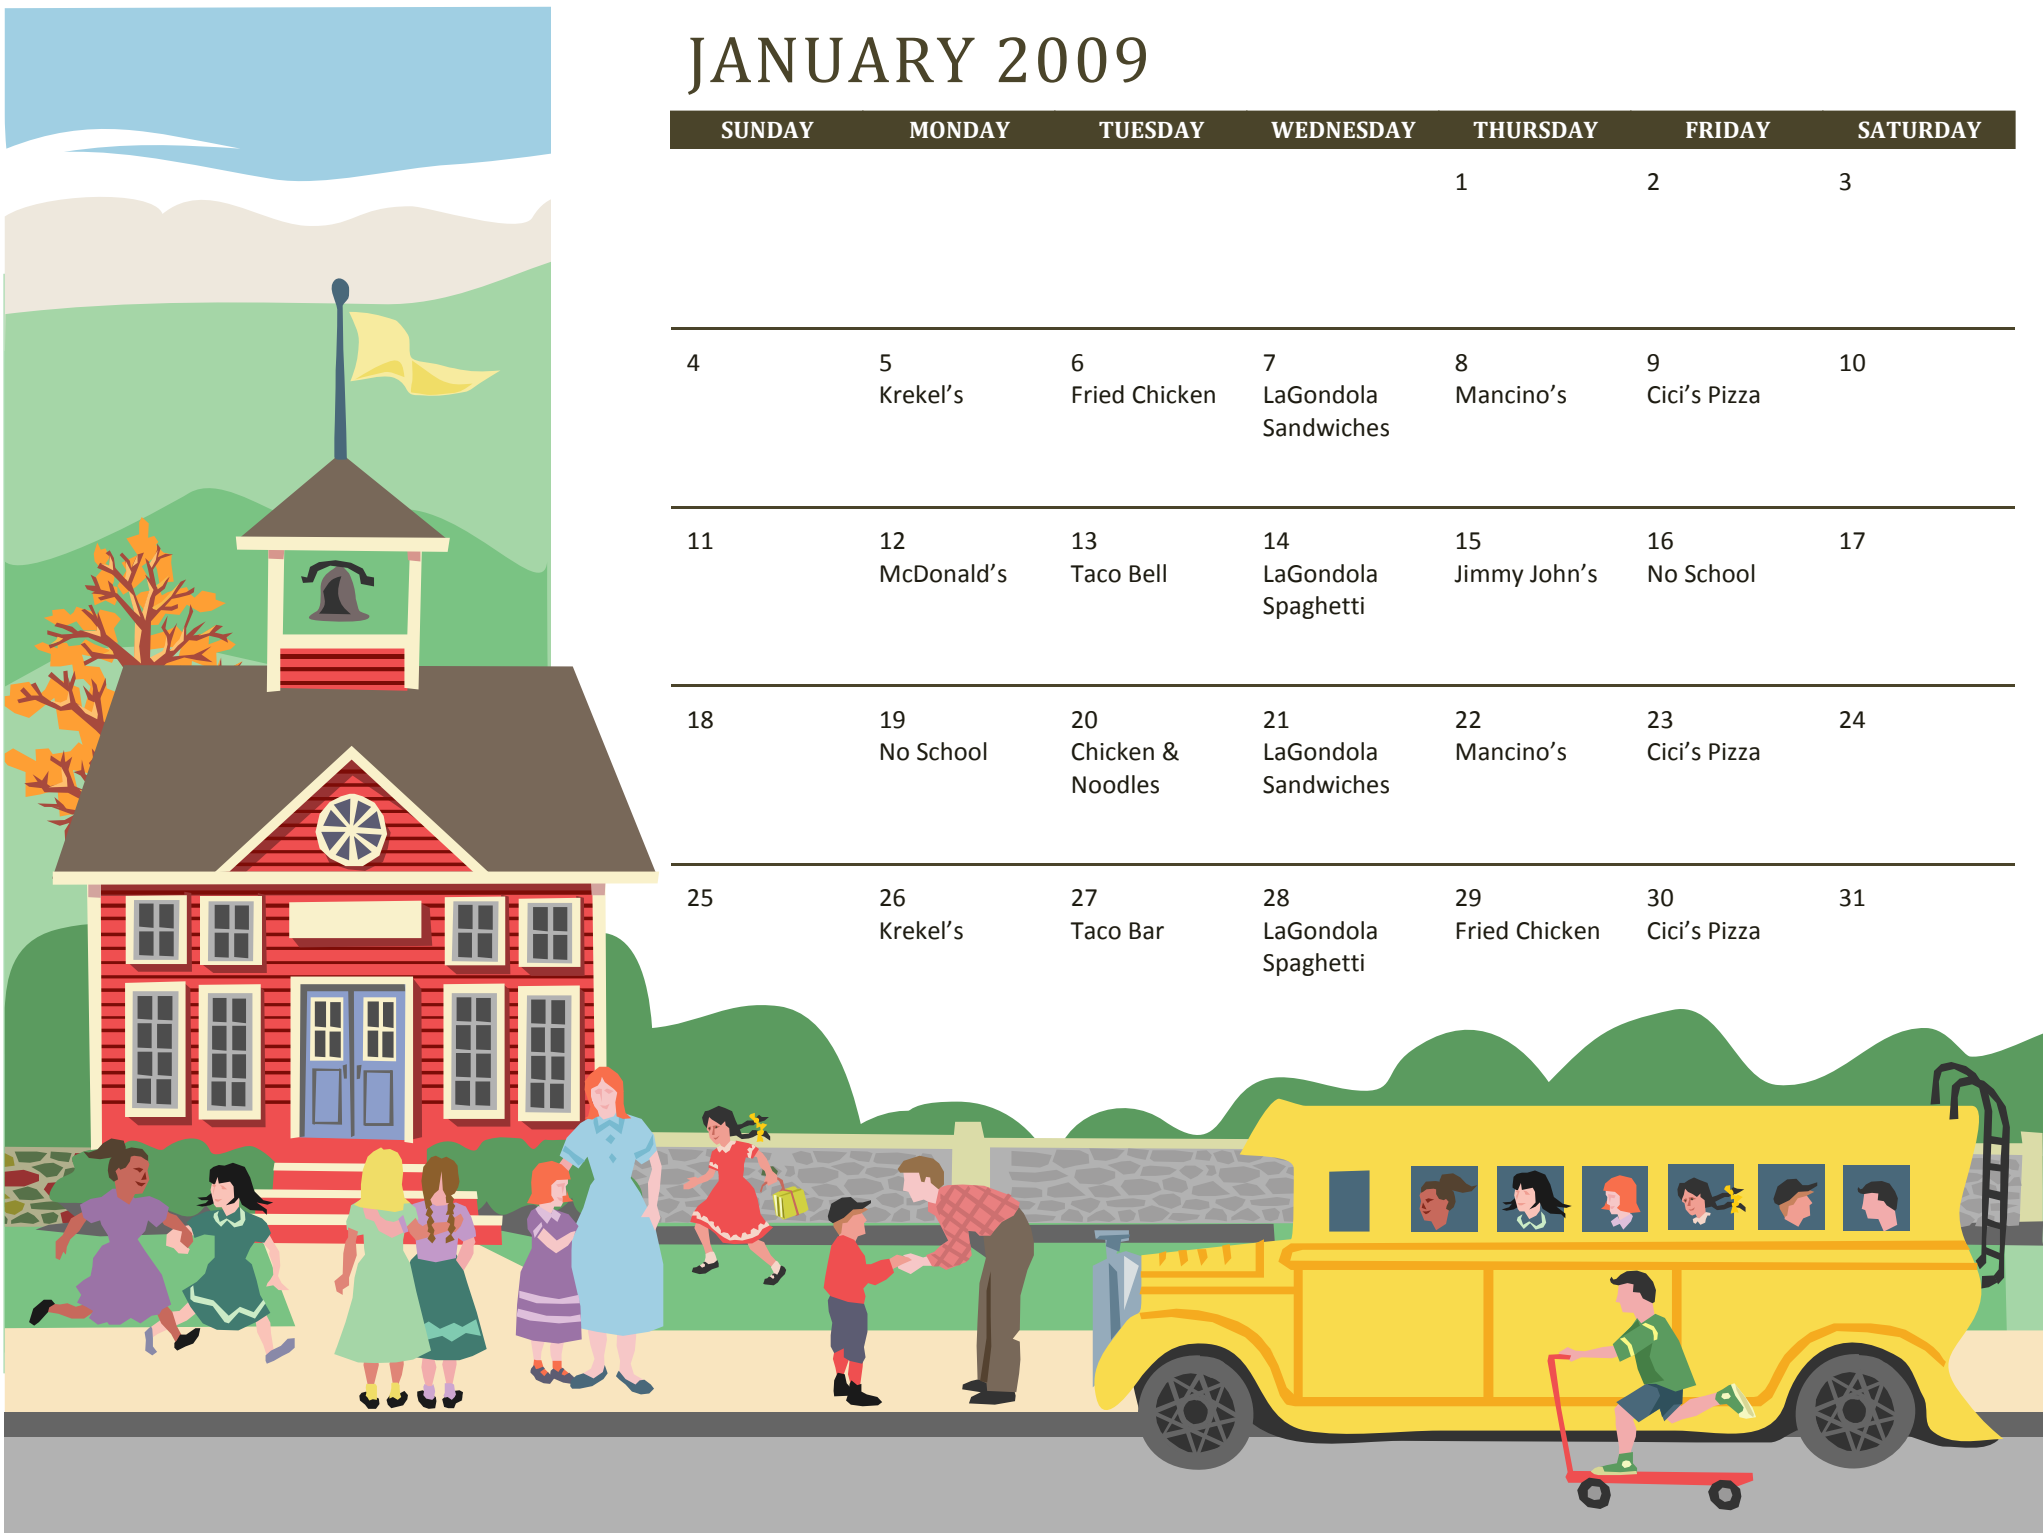 JANUARY 2009
SUNDAY MONDAY TUESDAY WEDNESDAY THURSDAY FRIDAY SATURDAY
1 2 3
4 5 6 7 8 9 10
Krekel’s Fried Chicken LaGondola Mancino’s Cici’s Pizza
Sandwiches
11 12 13 14 15 16 17
McDonald’s Taco Bell LaGondola Jimmy John’s No School
Spaghetti
18 19 20 21 22 23 24
No School Chicken & LaGondola Mancino’s Cici’s Pizza
Noodles Sandwiches
25 26 27 28 29 30 31
Krekel’s Taco Bar LaGondola Fried Chicken Cici’s Pizza
Spaghetti